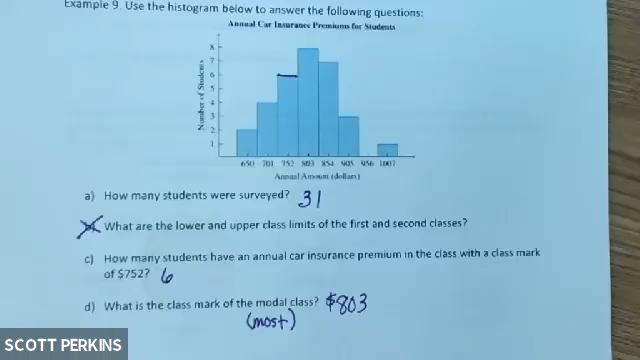 Example 9. Use the histogram below to answer the following questions:
Annual Car Insurance Premiums for Students
8
7
6
5
4
3
2
1
Number of Students
650 701 752 803 854 905 956 1007
Annual Amount (dollars)
a) How many students were surveyed? 31
b) What are the lower and upper class limits of the first and second classes?
c) How many students have an annual car insurance premium in the class with a class mark
of $752? 6
d) What is the class mark of the modal class? $803
(most)
SCOTT PERKINS